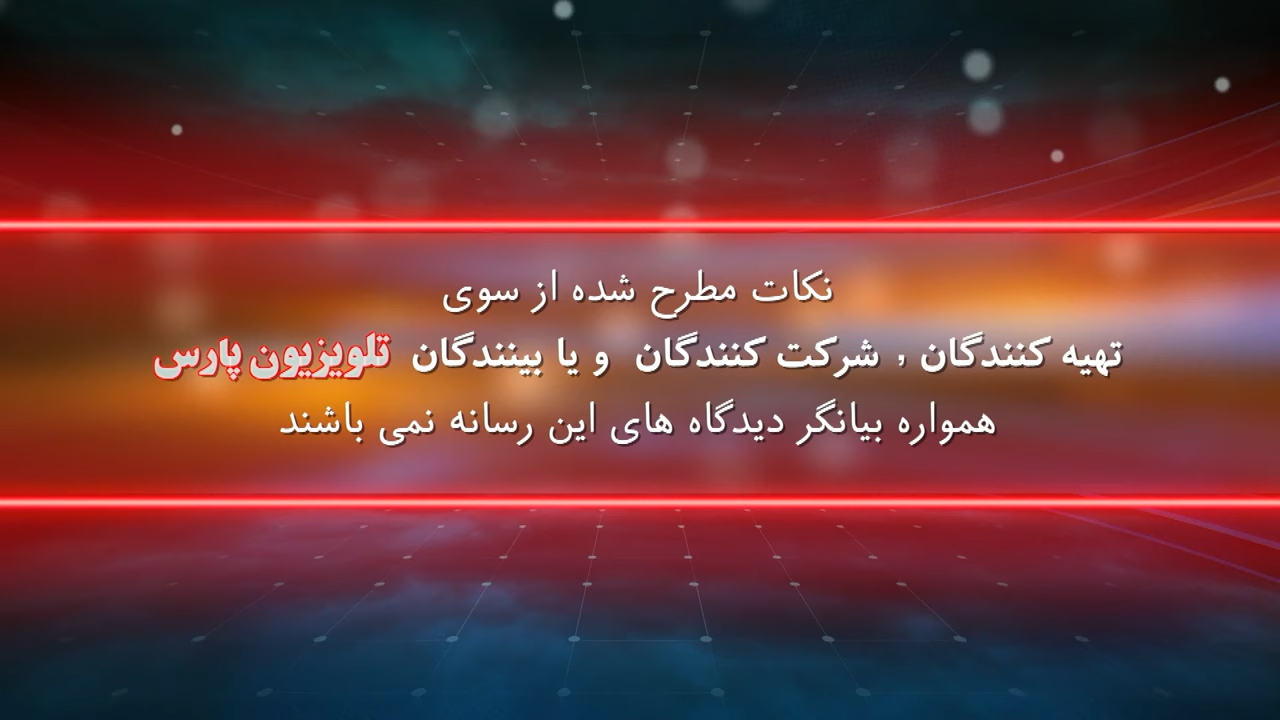 نکات مطرح شده از سوی
تهیه کنندگان , شرکت کنندگان و یا بینندگان تلویزیون پارس
همواره بیانگر دیدگاه های این رسانه نمی باشند